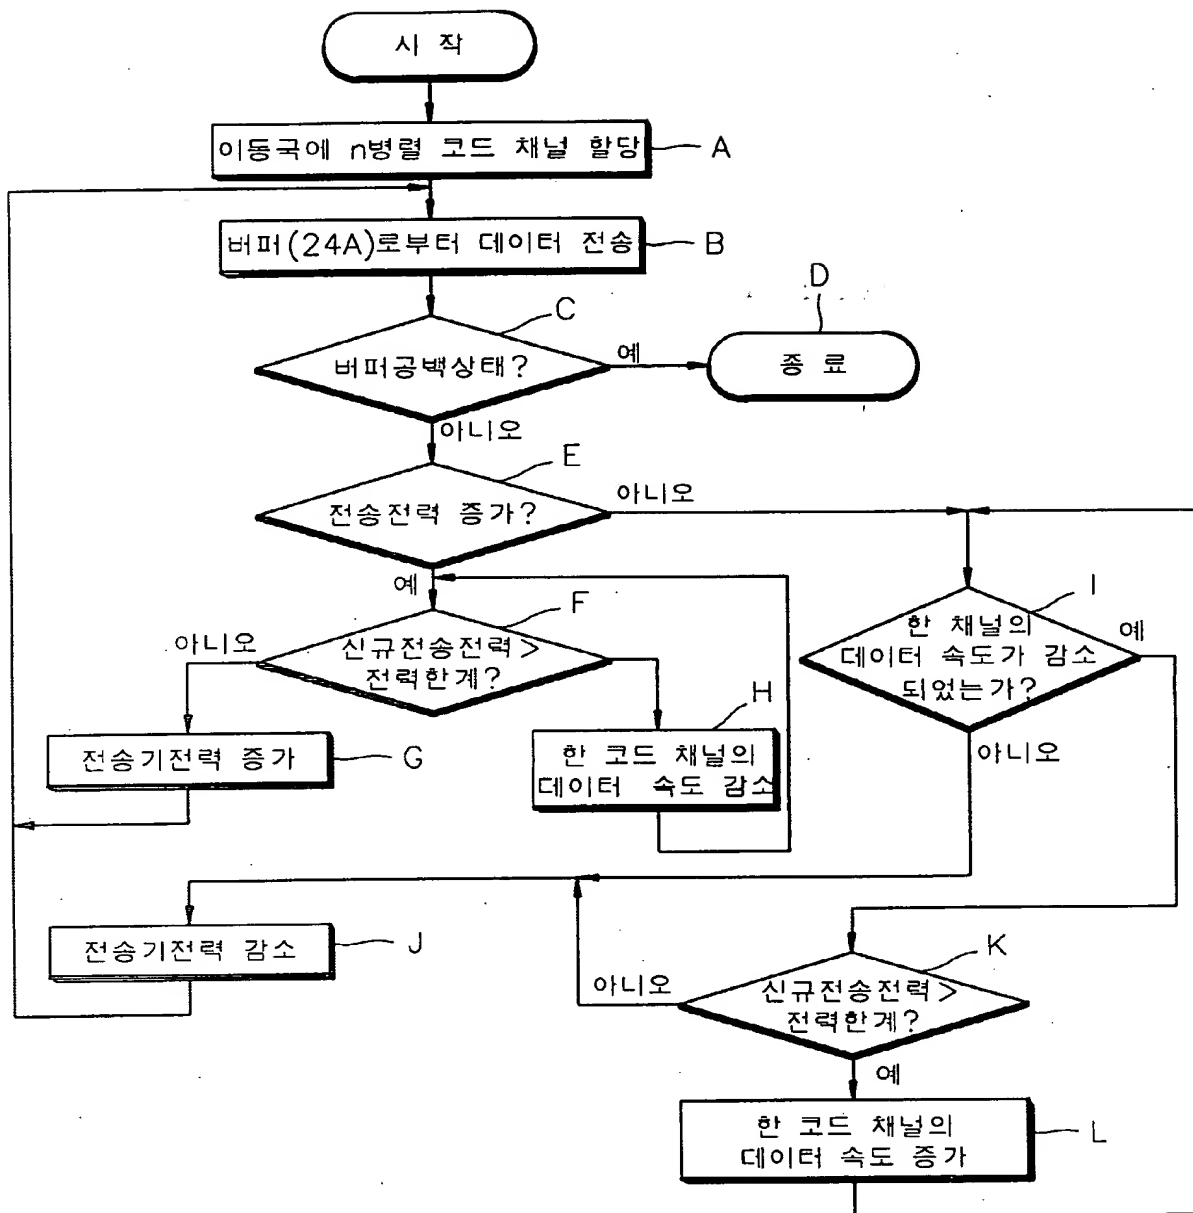 시 작
이동국에 n병렬 코드 채널 할당
A
버퍼(24A)로부터 데이터 전송
B
C
버퍼공백상태?
예
D
종 료
아니오
E
전송전력 증가?
아니오
예
F
신규전송전력>
전력한계?
아니오
I
한 채널의
데이터 속도가 감소
되었는가?
예
아니오
전송기전력 증가
G
H
한 코드 채널의
데이터 속도 감소
전송기전력 감소
J
K
신규전송전력>
전력한계?
아니오
예
한 코드 채널의
데이터 속도 증가
L